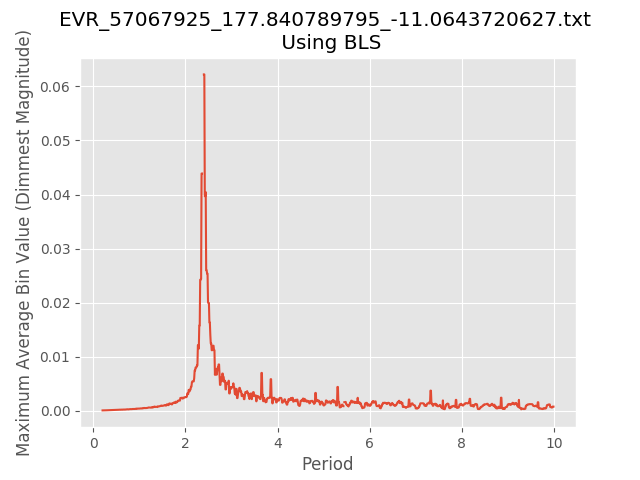 EVR_57067925_177.840789795_-11.0643720627.txt
Using BLS
Maximum Average Bin Value (Dimmest Magnitude)
0.06
0.05
0.04
0.03
0.02
0.01
0.00
0 2 4 6 8 10
Period